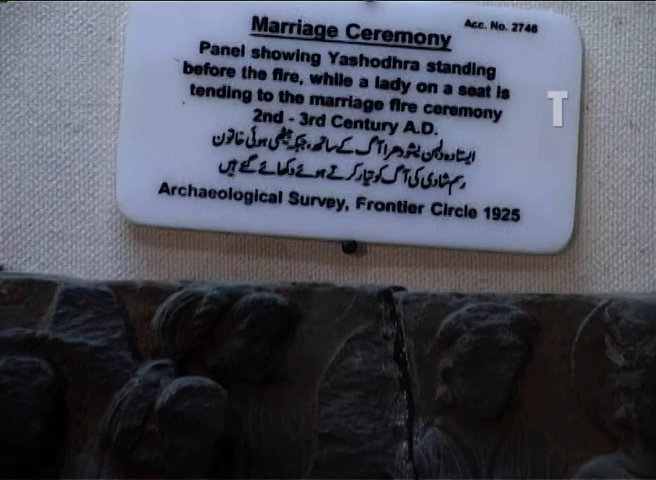 Marriage Ceremony
Acc. No. 2746
Panel showing Yashodhra standing
before the fire, while a lady on a seat is
tending to the marriage fire ceremony
2nd - 3rd Century A.D.
ایستادہ دلہن یشودھرا آگ کے ساتھ، جبکہ بیٹھی ہوئی خاتون
رسم شادی کی آگ کو تیار کرتے ہوئے دکھائے گئے ہیں
Archaeological Survey, Frontier Circle 1925
T